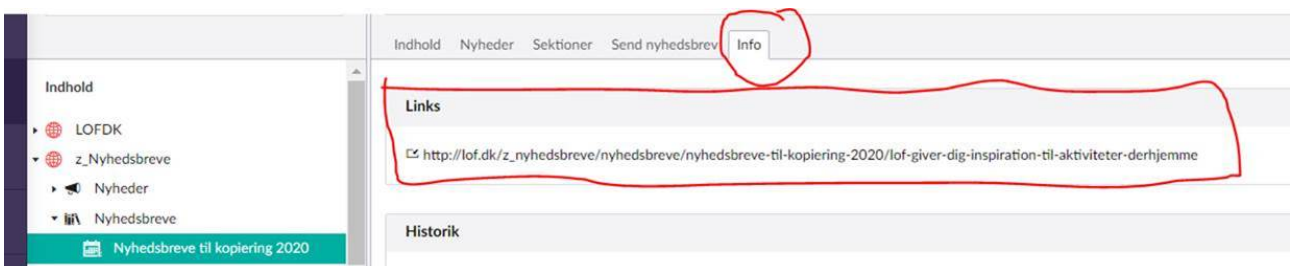 Indhold Nyheder Sektioner Send nyhedsbrev Info
Indhold
LOFDK
z_Nyhedsbreve
Nyheder
Nyhedsbreve
Nyhedsbreve til kopiering 2020
Links
http://lof.dk/z_nyhedsbreve/nyhedsbreve/nyhedsbreve-til-kopiering-2020/lof-giver-dig-inspiration-til-aktiviteter-derhjemme
Historik